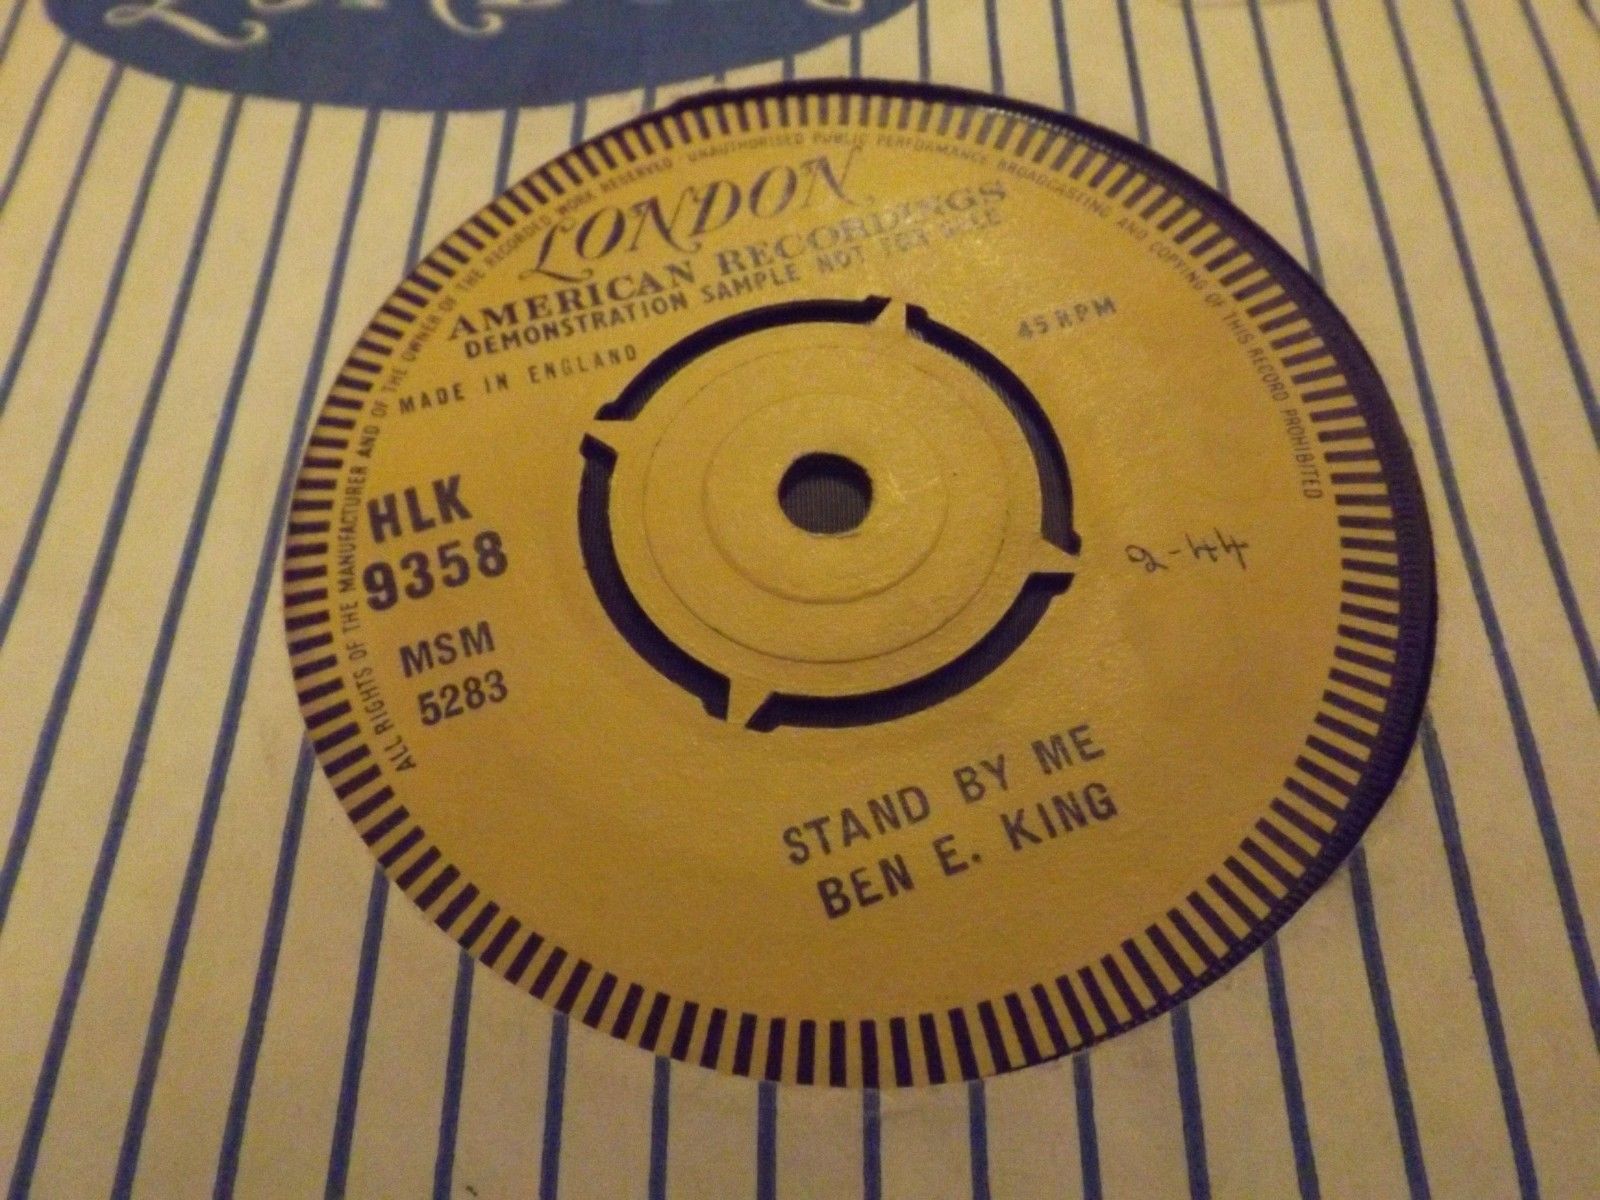 ALL RIGHTS OF THE MANUFACTURER AND OF THE OWNER OF THE RECORDED WORK RESERVED · UNAUTHORISED PUBLIC PERFORMANCE BROADCASTING AND COPYING OF THIS RECORD PROHIBITED
LONDON
AMERICAN RECORDINGS
DEMONSTRATION SAMPLE NOT FOR SALE
MADE IN ENGLAND
45 RPM
HLK
9358
MSM
5283
2-44
STAND BY ME
BEN E. KING